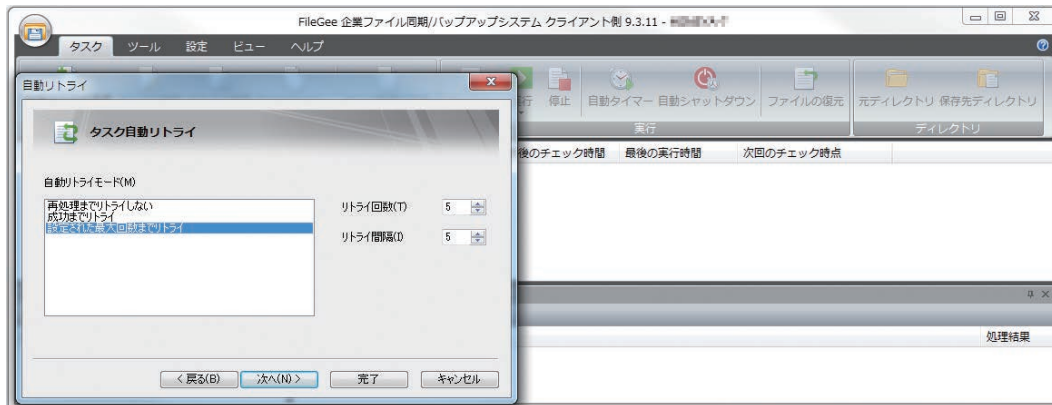 FileGee 企業ファイル同期/バップアップシステム クライアント側 9.3.11 -
タスク ツール 設定 ビュー ヘルプ
自動リトライ
行 停止 自動タイマー 自動シャットダウン ファイルの復元 元ディレクトリ 保存先ディレクトリ
実行 ディレクトリ
タスク自動リトライ
後のチェック時間 最後の実行時間 次回のチェック時点
自動リトライモード(M)
再処理までリトライしない
成功までリトライ
設定された最大回数までリトライ
リトライ回数(T) 5
リトライ間隔(I) 5
処理結果
< 戻る(B) 次へ(N) > 完了 キャンセル